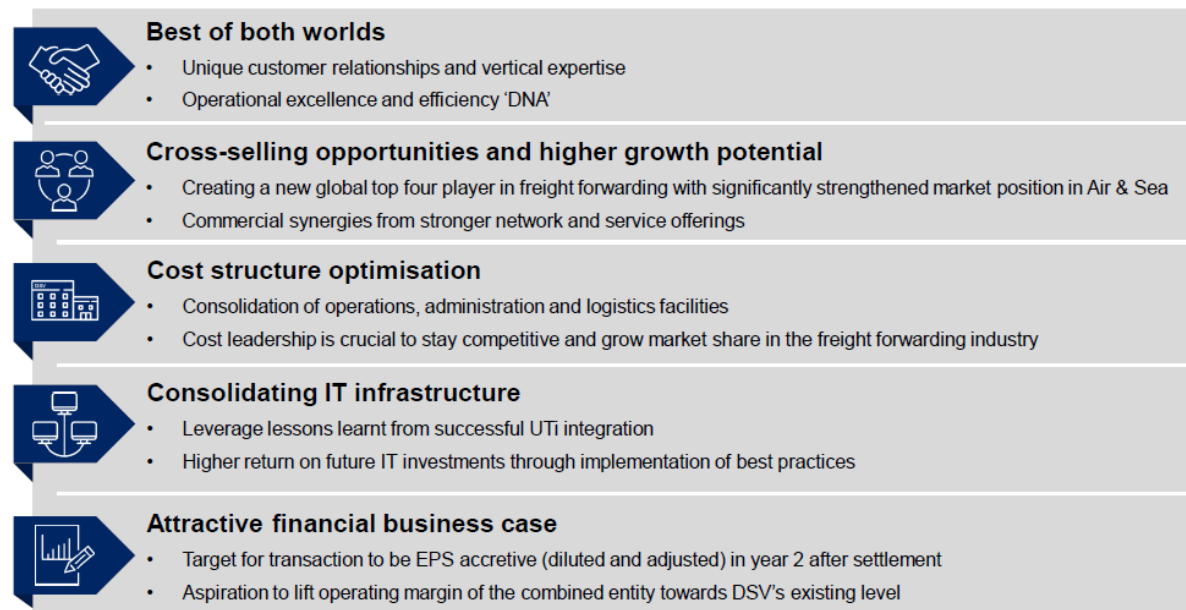 Best of both worlds
• Unique customer relationships and vertical expertise
• Operational excellence and efficiency ‘DNA’
Cross-selling opportunities and higher growth potential
• Creating a new global top four player in freight forwarding with significantly strengthened market position in Air & Sea
• Commercial synergies from stronger network and service offerings
DSV
Cost structure optimisation
• Consolidation of operations, administration and logistics facilities
• Cost leadership is crucial to stay competitive and grow market share in the freight forwarding industry
Consolidating IT infrastructure
• Leverage lessons learnt from successful UTi integration
• Higher return on future IT investments through implementation of best practices
Attractive financial business case
• Target for transaction to be EPS accretive (diluted and adjusted) in year 2 after settlement
• Aspiration to lift operating margin of the combined entity towards DSV’s existing level